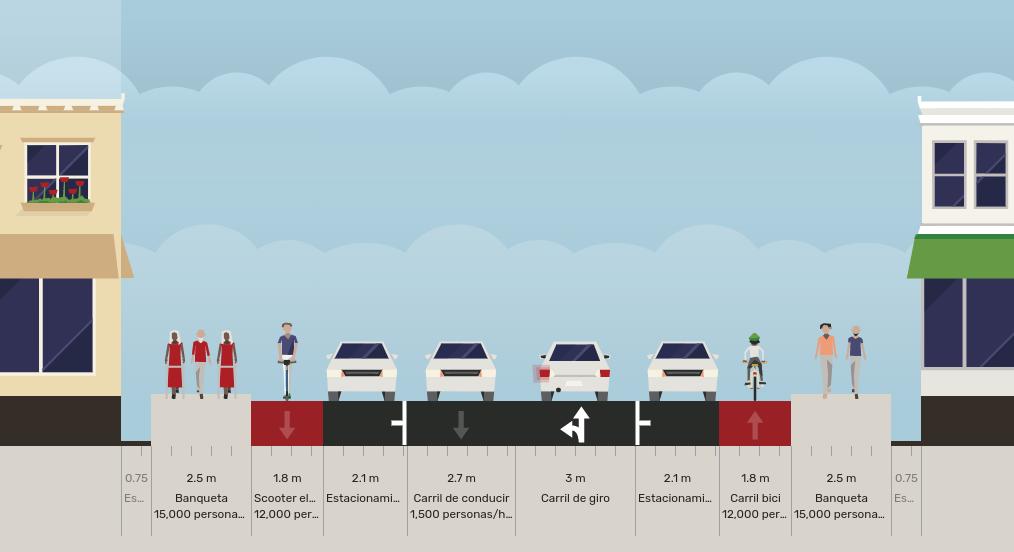 0.75 2.5 m 1.8 m 2.1 m 2.7 m 3 m 2.1 m 1.8 m 2.5 m 0.75
Es... Banqueta Scooter el... Estacionami... Carril de conducir Carril de giro Estacionami... Carril bici Banqueta Es...
15,000 persona... 12,000 per... 1,500 personas/h... 12,000 per... 15,000 persona...